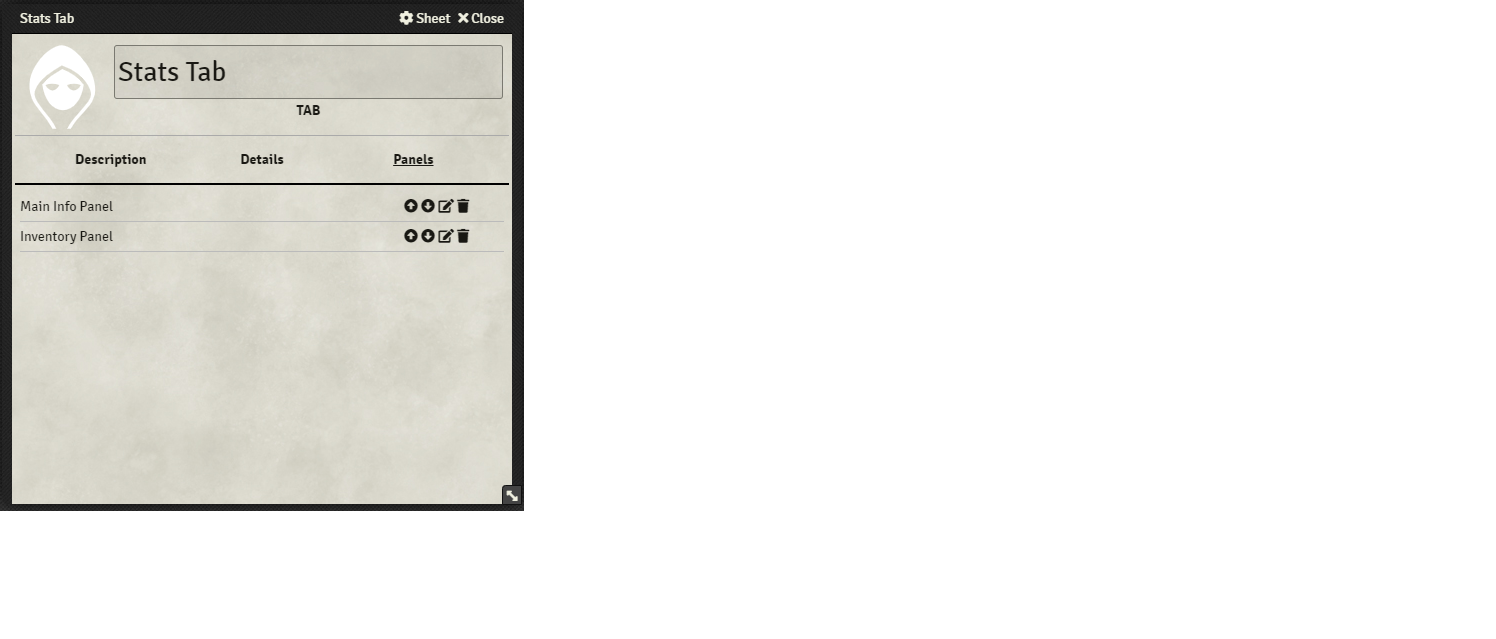 Stats Tab
Sheet Close
Stats Tab
TAB
Description Details Panels
Main Info Panel
Inventory Panel